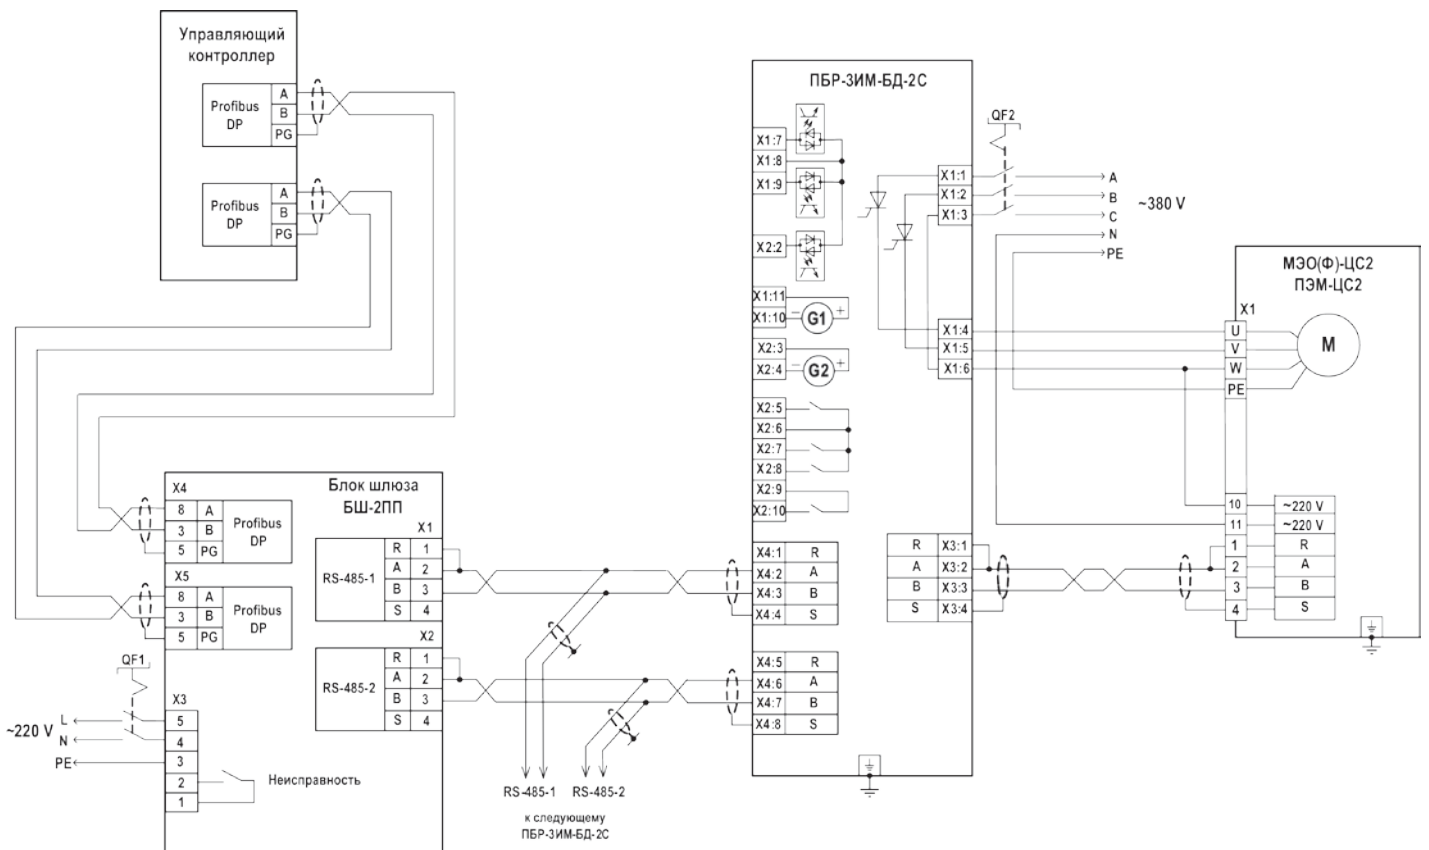 Управляющий
контроллер
Profibus
DP
A
B
PG
Profibus
DP
A
B
PG
Блок шлюза
БШ-2ПП
X4
8 A
3 B
5 PG
Profibus
DP
X5
8 A
3 B
5 PG
Profibus
DP
QF1
X3
~220 V
L
N
PE
5
4
3
2
1
Неисправность
X1
RS-485-1
R 1
A 2
B 3
S 4
X2
RS-485-2
R 1
A 2
B 3
S 4
RS-485-1
RS-485-2
к следующему
ПБР-3ИМ-БД-2С
ПБР-3ИМ-БД-2С
X1:7
X1:8
X1:9
X2:2
X1:11
X1:10
− G1 +
X2:3
X2:4
− G2 +
X2:5
X2:6
X2:7
X2:8
X2:9
X2:10
X4:1 R
X4:2 A
X4:3 B
X4:4 S
X4:5 R
X4:6 A
X4:7 B
X4:8 S
X1:1
X1:2
X1:3
X1:4
X1:5
X1:6
R X3:1
A X3:2
B X3:3
S X3:4
QF2
A
B
C
N
PE
~380 V
МЭО(Ф)-ЦС2
ПЭМ-ЦС2
X1
U
V
W
PE
M
10 ~220 V
11 ~220 V
1 R
2 A
3 B
4 S